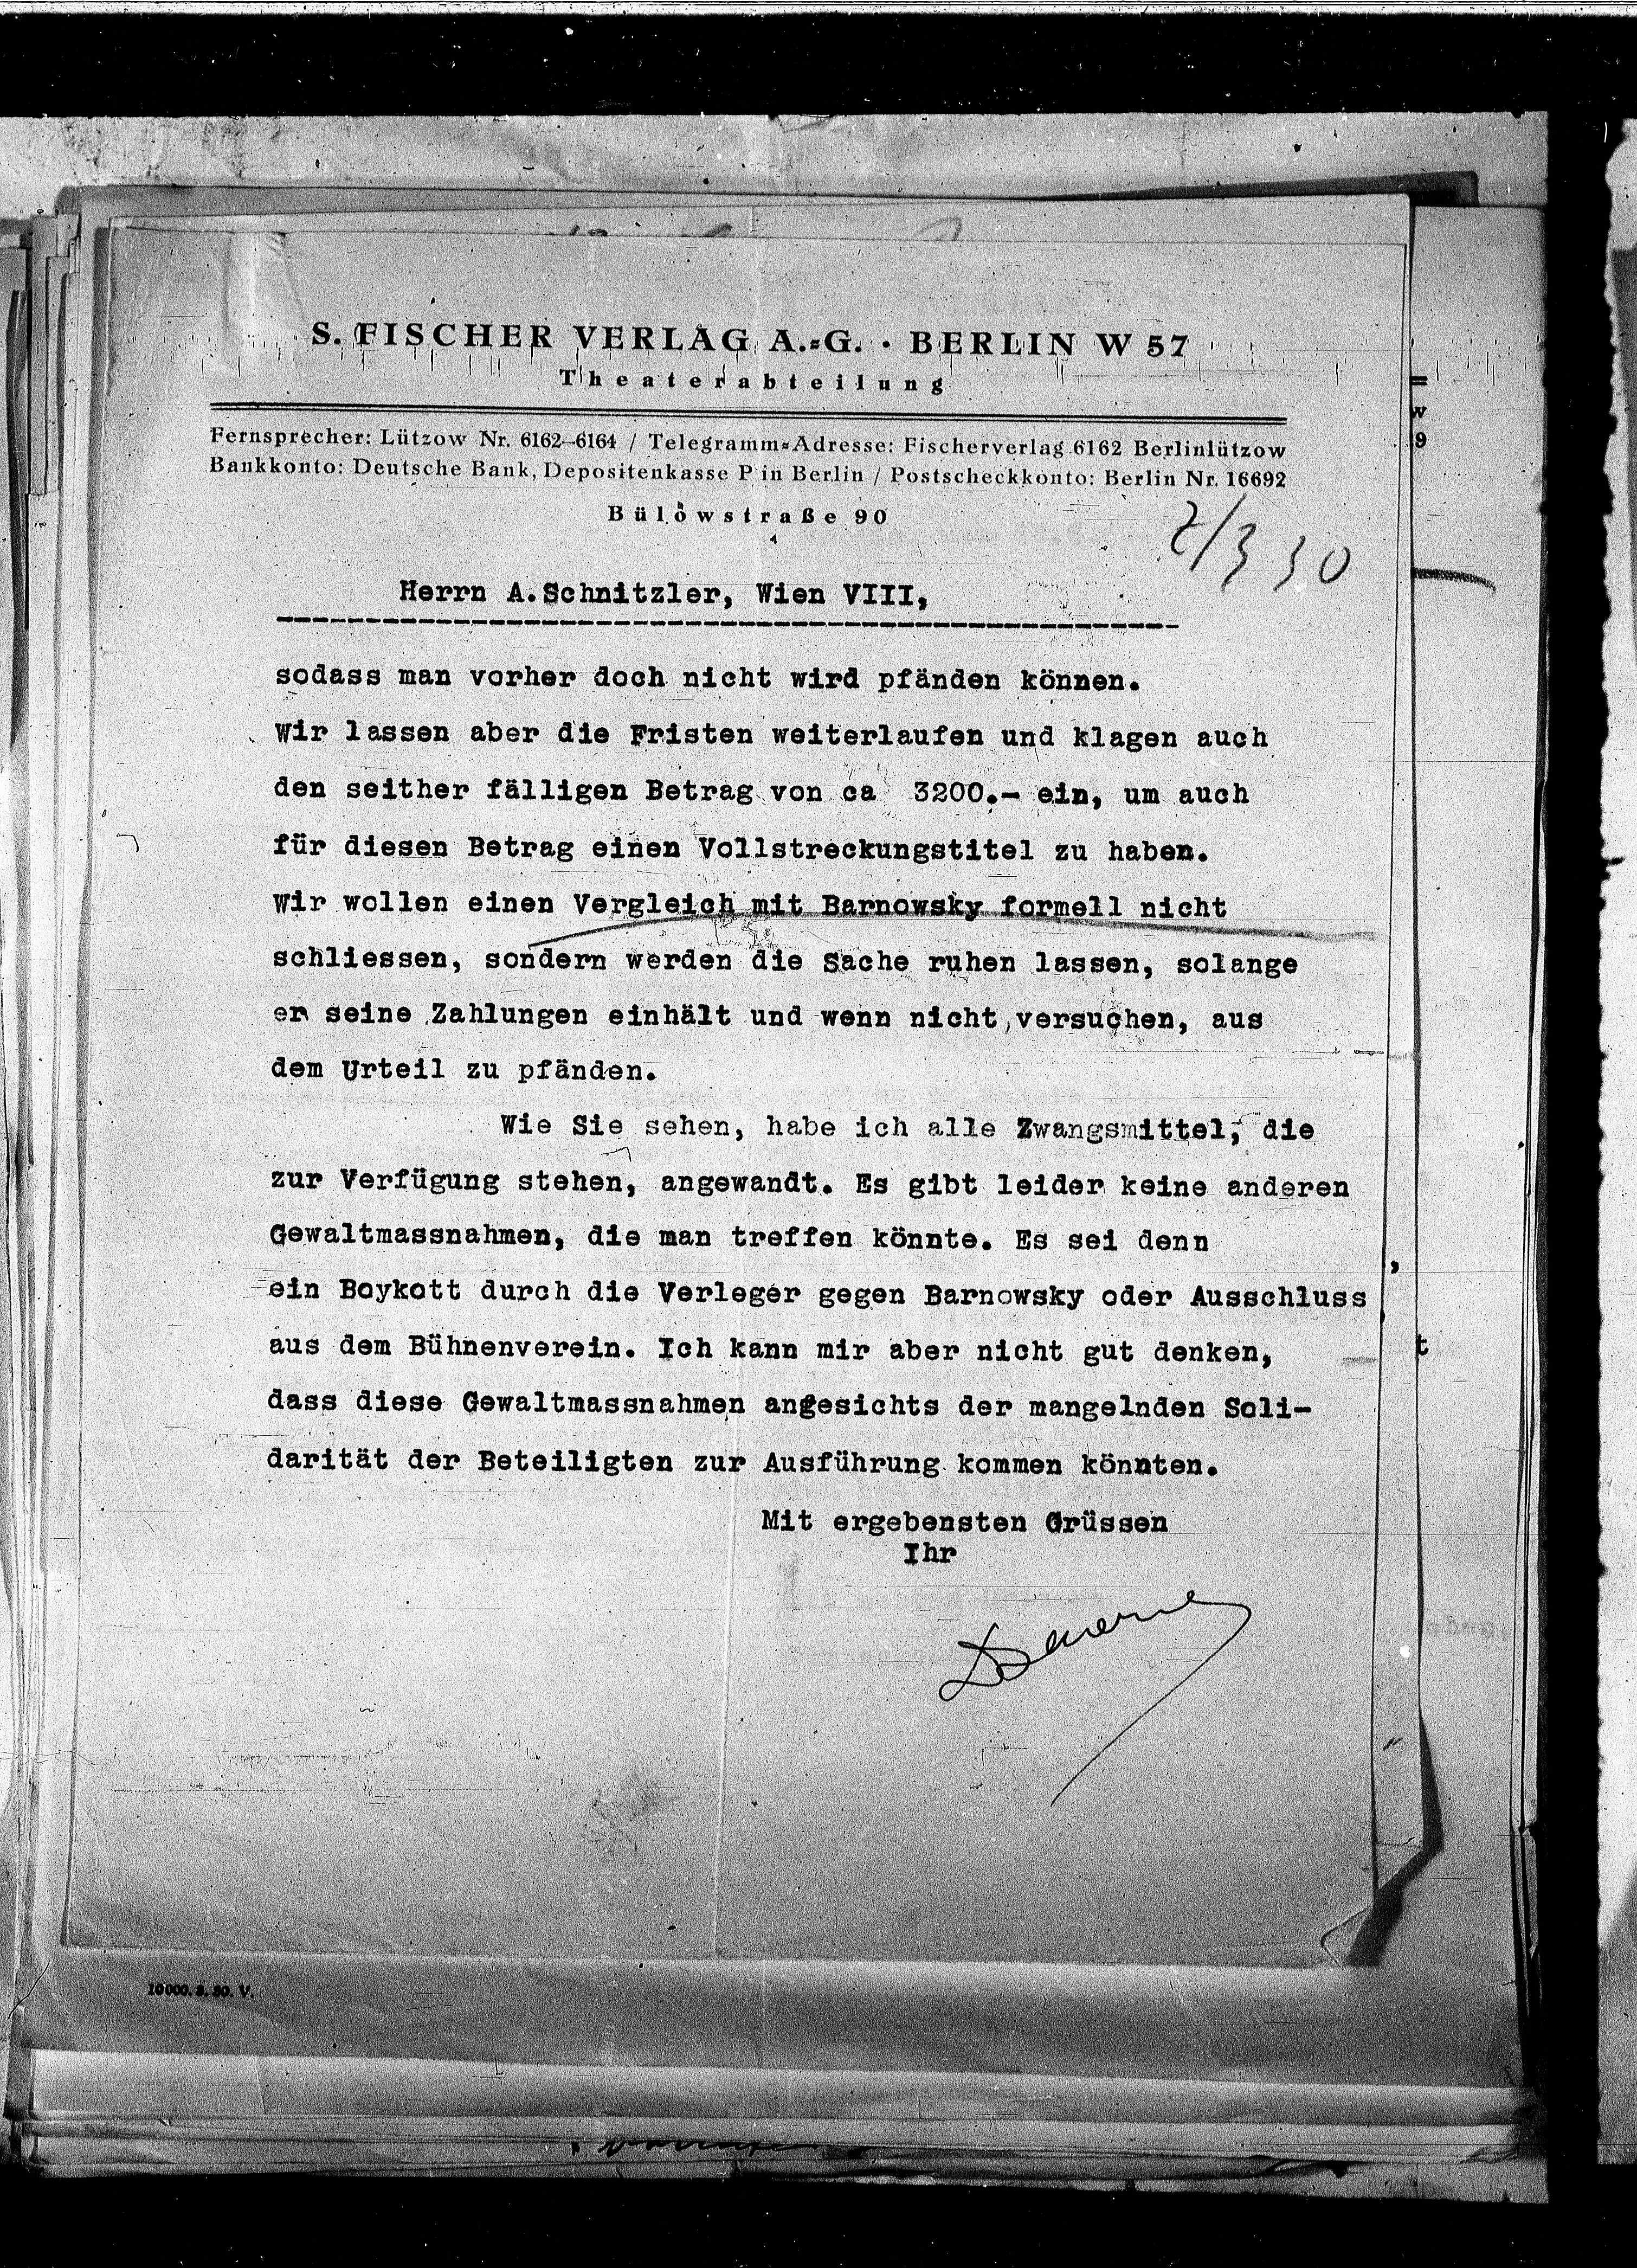 S. FISCHER VERLAG A.=G. • BERLIN W 57
Theaterabteilung
Fernsprecher: Lützow Nr. 6162–6164 / Telegramm=Adresse: Fischerverlag 6162 Berlinlützow
Bankkonto: Deutsche Bank, Depositenkasse P in Berlin / Postscheckkonto: Berlin Nr. 16692
Bülowstraße 90
2/3 30
Herrn A.Schnitzler, Wien VIII,
sodass man vorher doch nicht wird pfänden können.
Wir lassen aber die Fristen weiterlaufen und klagen auch
den seither fälligen Betrag von ca 3200.- ein, um auch
für diesen Betrag einen Vollstreckungstitel zu haben.
Wir wollen einen Vergleich mit Barnowsky formell nicht
schliessen, sondern werden die Sache ruhen lassen, solange
er seine Zahlungen einhält und wenn nicht, versuchen, aus
dem Urteil zu pfänden.
Wie Sie sehen, habe ich alle Zwangsmittel, die
zur Verfügung stehen, angewandt. Es gibt leider keine anderen
Gewaltmassnahmen, die man treffen könnte. Es sei denn
ein Boykott durch die Verleger gegen Barnowsky oder Ausschluss
aus dem Bühnenverein. Ich kann mir aber nicht gut denken,
dass diese Gewaltmassnahmen angesichts der mangelnden Soli-
darität der Beteiligten zur Ausführung kommen könnten.
Mit ergebensten Grüssen
Ihr
10000. 3. 30. V.